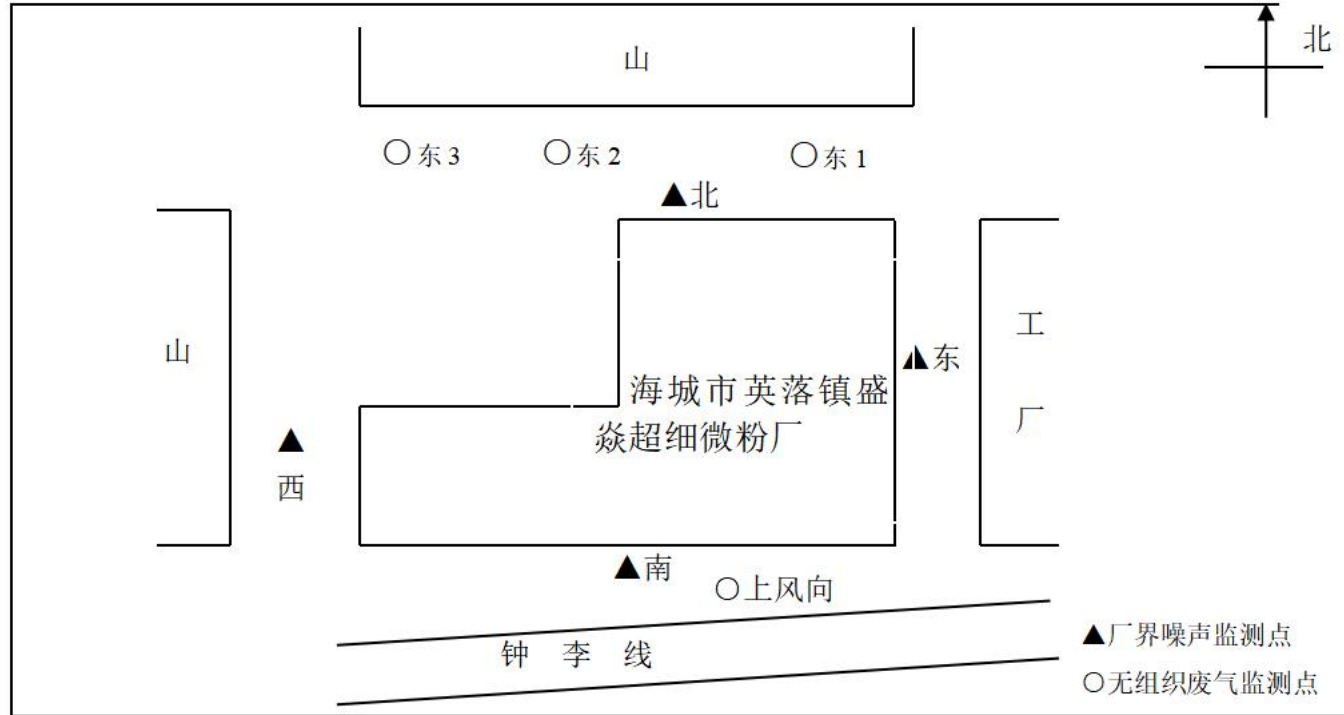 北
山
○东3
○东2
○东1
▲北
山
工
厂
▲东
海城市英落镇盛
焱超细微粉厂
▲
西
▲南
○上风向
钟 李 线
▲厂界噪声监测点
○无组织废气监测点